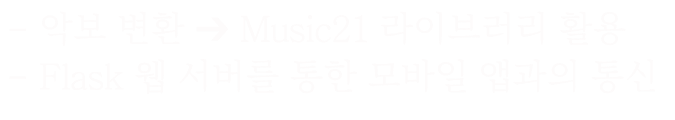 - 악보 변환 → Music21 라이브러리 활용
- Flask 웹 서버를 통한 모바일 앱과의 통신